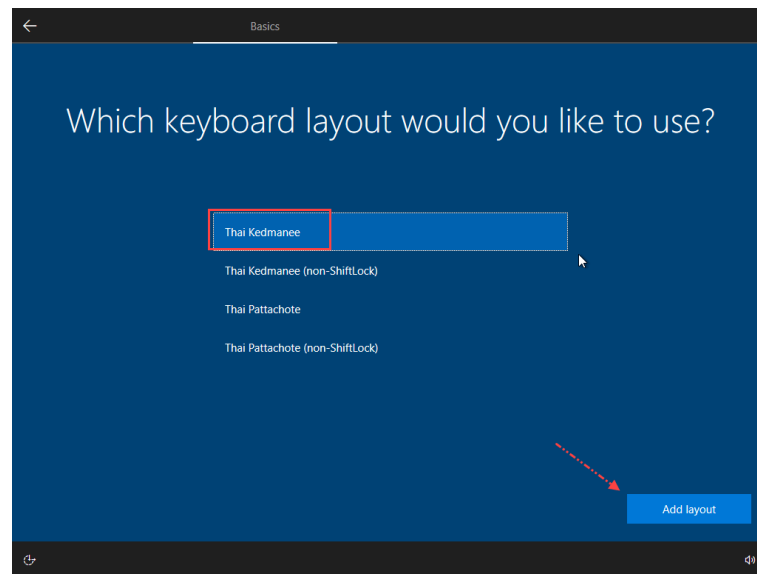 Basics
Which keyboard layout would you like to use?
Thai Kedmanee
Thai Kedmanee (non-ShiftLock)
Thai Pattachote
Thai Pattachote (non-ShiftLock)
Add layout